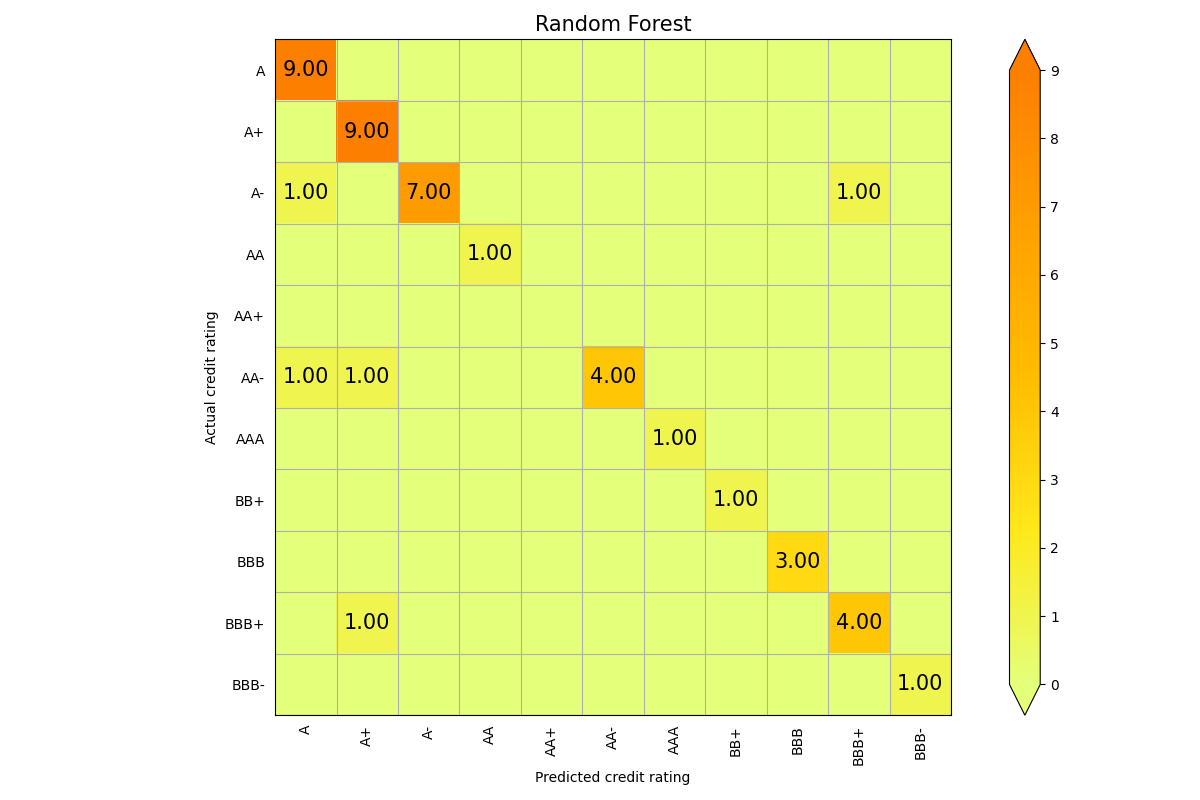 Random Forest
A 9.00
A+ 9.00
A- 1.00 7.00 1.00
AA 1.00
AA+
AA- 1.00 1.00 4.00
AAA 1.00
BB+ 1.00
BBB 3.00
BBB+ 1.00 4.00
BBB- 1.00
Actual credit rating
A A+ A- AA AA+ AA- AAA BB+ BBB BBB+ BBB-
Predicted credit rating
9
8
7
6
5
4
3
2
1
0